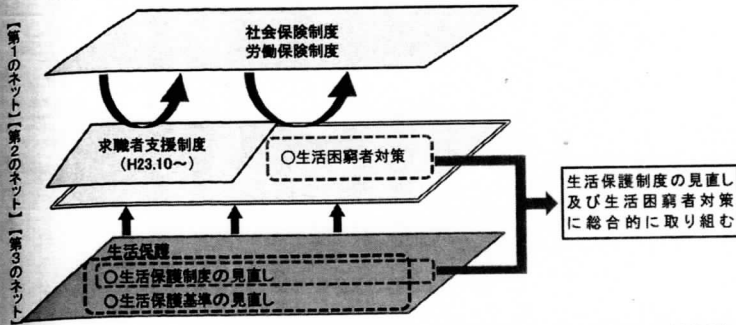 【第1のネット】
社会保険制度
労働保険制度
【第2のネット】
求職者支援制度
(H23.10～)
○生活困窮者対策
生活保護制度の見直し
及び生活困窮者対策
に総合的に取り組む
【第3のネット】
生活保護
○生活保護制度の見直し
○生活保護基準の見直し